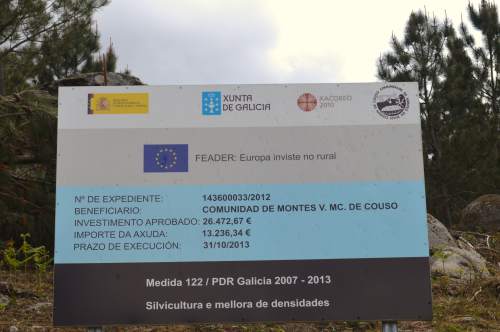 XUNTA
DE GALICIA
XACOBEO
2010
FEADER: Europa inviste no rural
Nº DE EXPEDIENTE: 143600033/2012
BENEFICIARIO: COMUNIDAD DE MONTES V. MC. DE COUSO
INVESTIMENTO APROBADO: 26.472,67 €
IMPORTE DA AXUDA: 13.236,34 €
PRAZO DE EXECUCIÓN: 31/10/2013
Medida 122 / PDR Galicia 2007 - 2013
Silvicultura e mellora de densidades